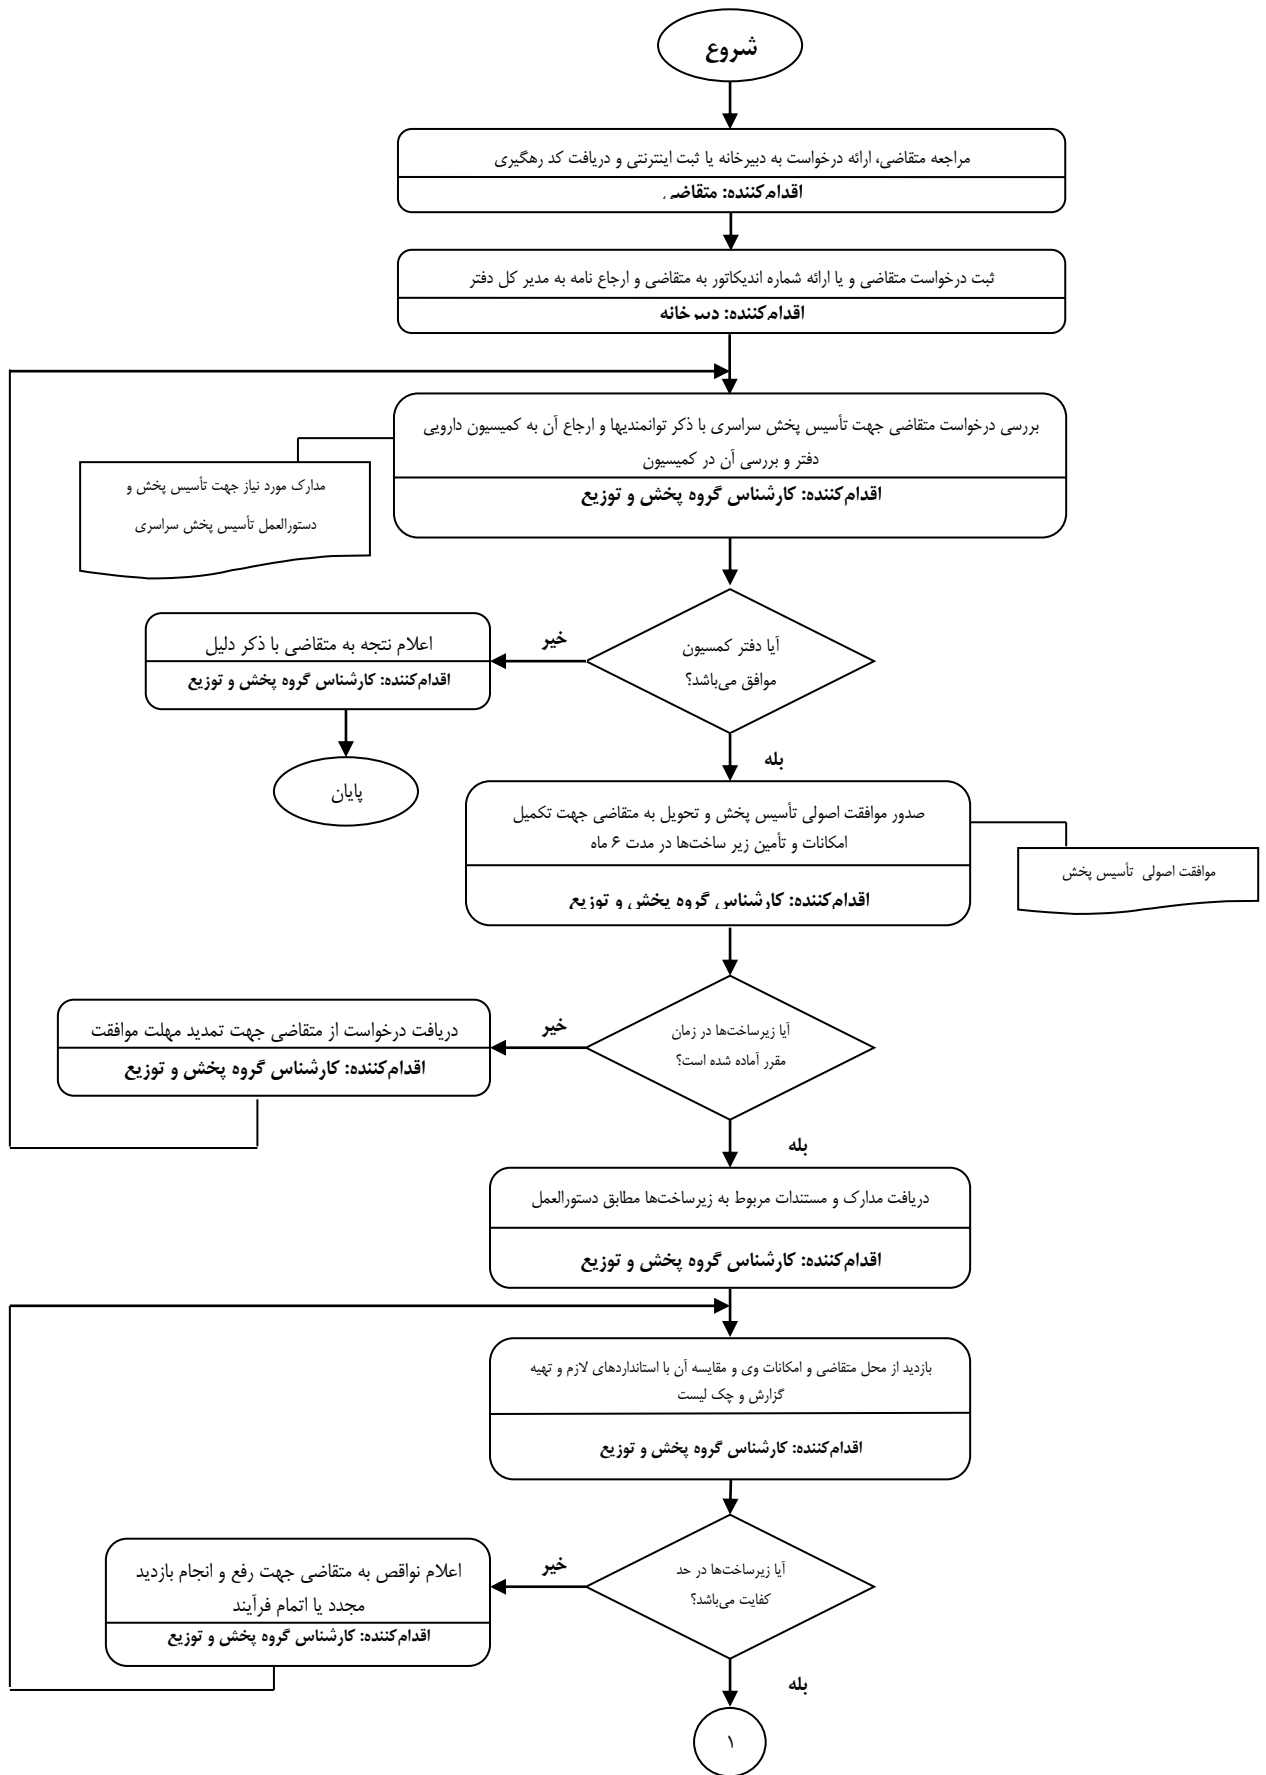 شروع
مراجعه متقاضی، ارائه درخواست به دبیرخانه یا ثبت اینترنتی و دریافت کد رهگیری
اقدام‌کننده: متقاضی
ثبت درخواست متقاضی و یا ارائه شماره اندیکاتور به متقاضی و ارجاع نامه به مدیر کل دفتر
اقدام‌کننده: دبیرخانه
بررسی درخواست متقاضی جهت تأسیس پخش سراسری با ذکر توانمندیها و ارجاع آن به کمیسیون دارویی
دفتر و بررسی آن در کمیسیون
اقدام‌کننده: کارشناس گروه پخش و توزیع
مدارک مورد نیاز جهت تأسیس پخش و
دستورالعمل تأسیس پخش سراسری
آیا دفتر کمسیون
موافق می‌باشد؟
خیر
اعلام نتجه به متقاضی با ذکر دلیل
اقدام‌کننده: کارشناس گروه پخش و توزیع
پایان
بله
صدور موافقت اصولی تأسیس پخش و تحویل به متقاضی جهت تکمیل
امکانات و تأمین زیر ساخت‌ها در مدت ۶ ماه
اقدام‌کننده: کارشناس گروه پخش و توزیع
موافقت اصولی تأسیس پخش
آیا زیرساخت‌ها در زمان
مقرر آماده شده است؟
خیر
دریافت درخواست از متقاضی جهت تمدید مهلت موافقت
اقدام‌کننده: کارشناس گروه پخش و توزیع
بله
دریافت مدارک و مستندات مربوط به زیرساخت‌ها مطابق دستورالعمل
اقدام‌کننده: کارشناس گروه پخش و توزیع
بازدید از محل متقاضی و امکانات وی و مقایسه آن با استانداردهای لازم و تهیه
گزارش و چک لیست
اقدام‌کننده: کارشناس گروه پخش و توزیع
آیا زیرساخت‌ها در حد
کفایت می‌باشد؟
خیر
اعلام نواقص به متقاضی جهت رفع و انجام بازدید
مجدد یا اتمام فرآیند
اقدام‌کننده: کارشناس گروه پخش و توزیع
بله
۱